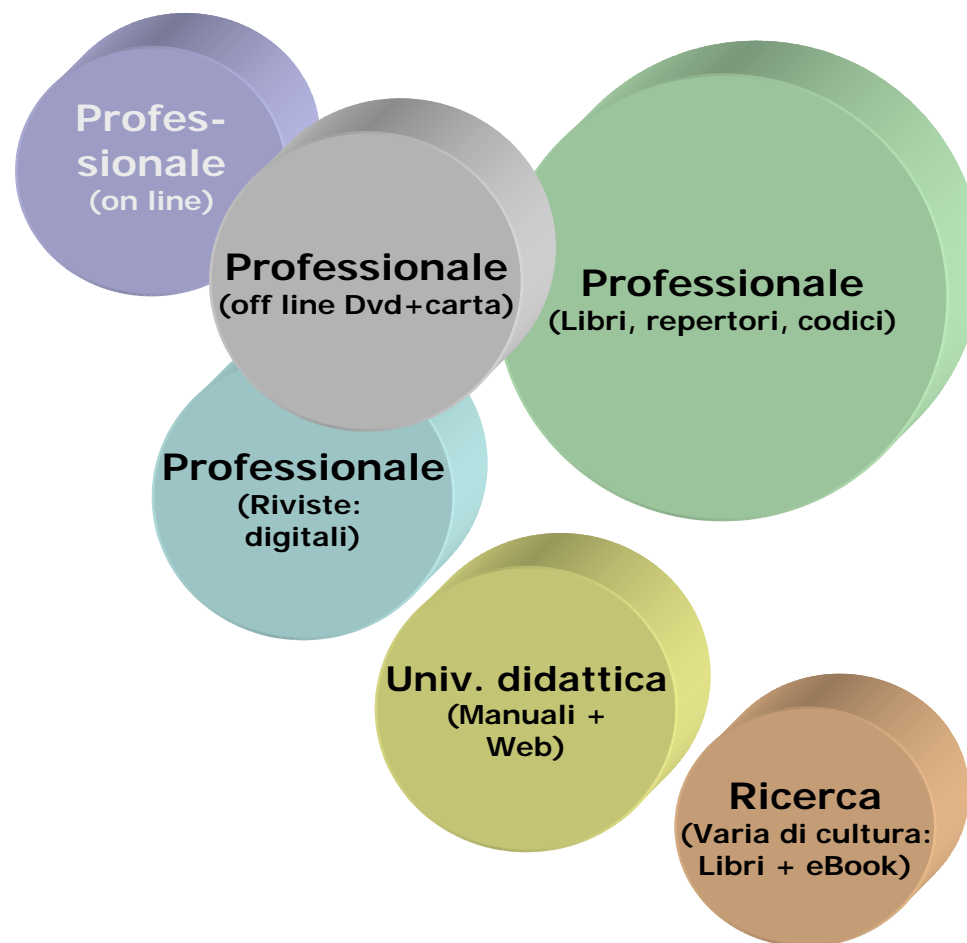 Profes-
sionale
(on line)
Professionale
(off line Dvd+carta)
Professionale
(Libri, repertori, codici)
Professionale
(Riviste:
digitali)
Univ. didattica
(Manuali +
Web)
Ricerca
(Varia di cultura:
Libri + eBook)